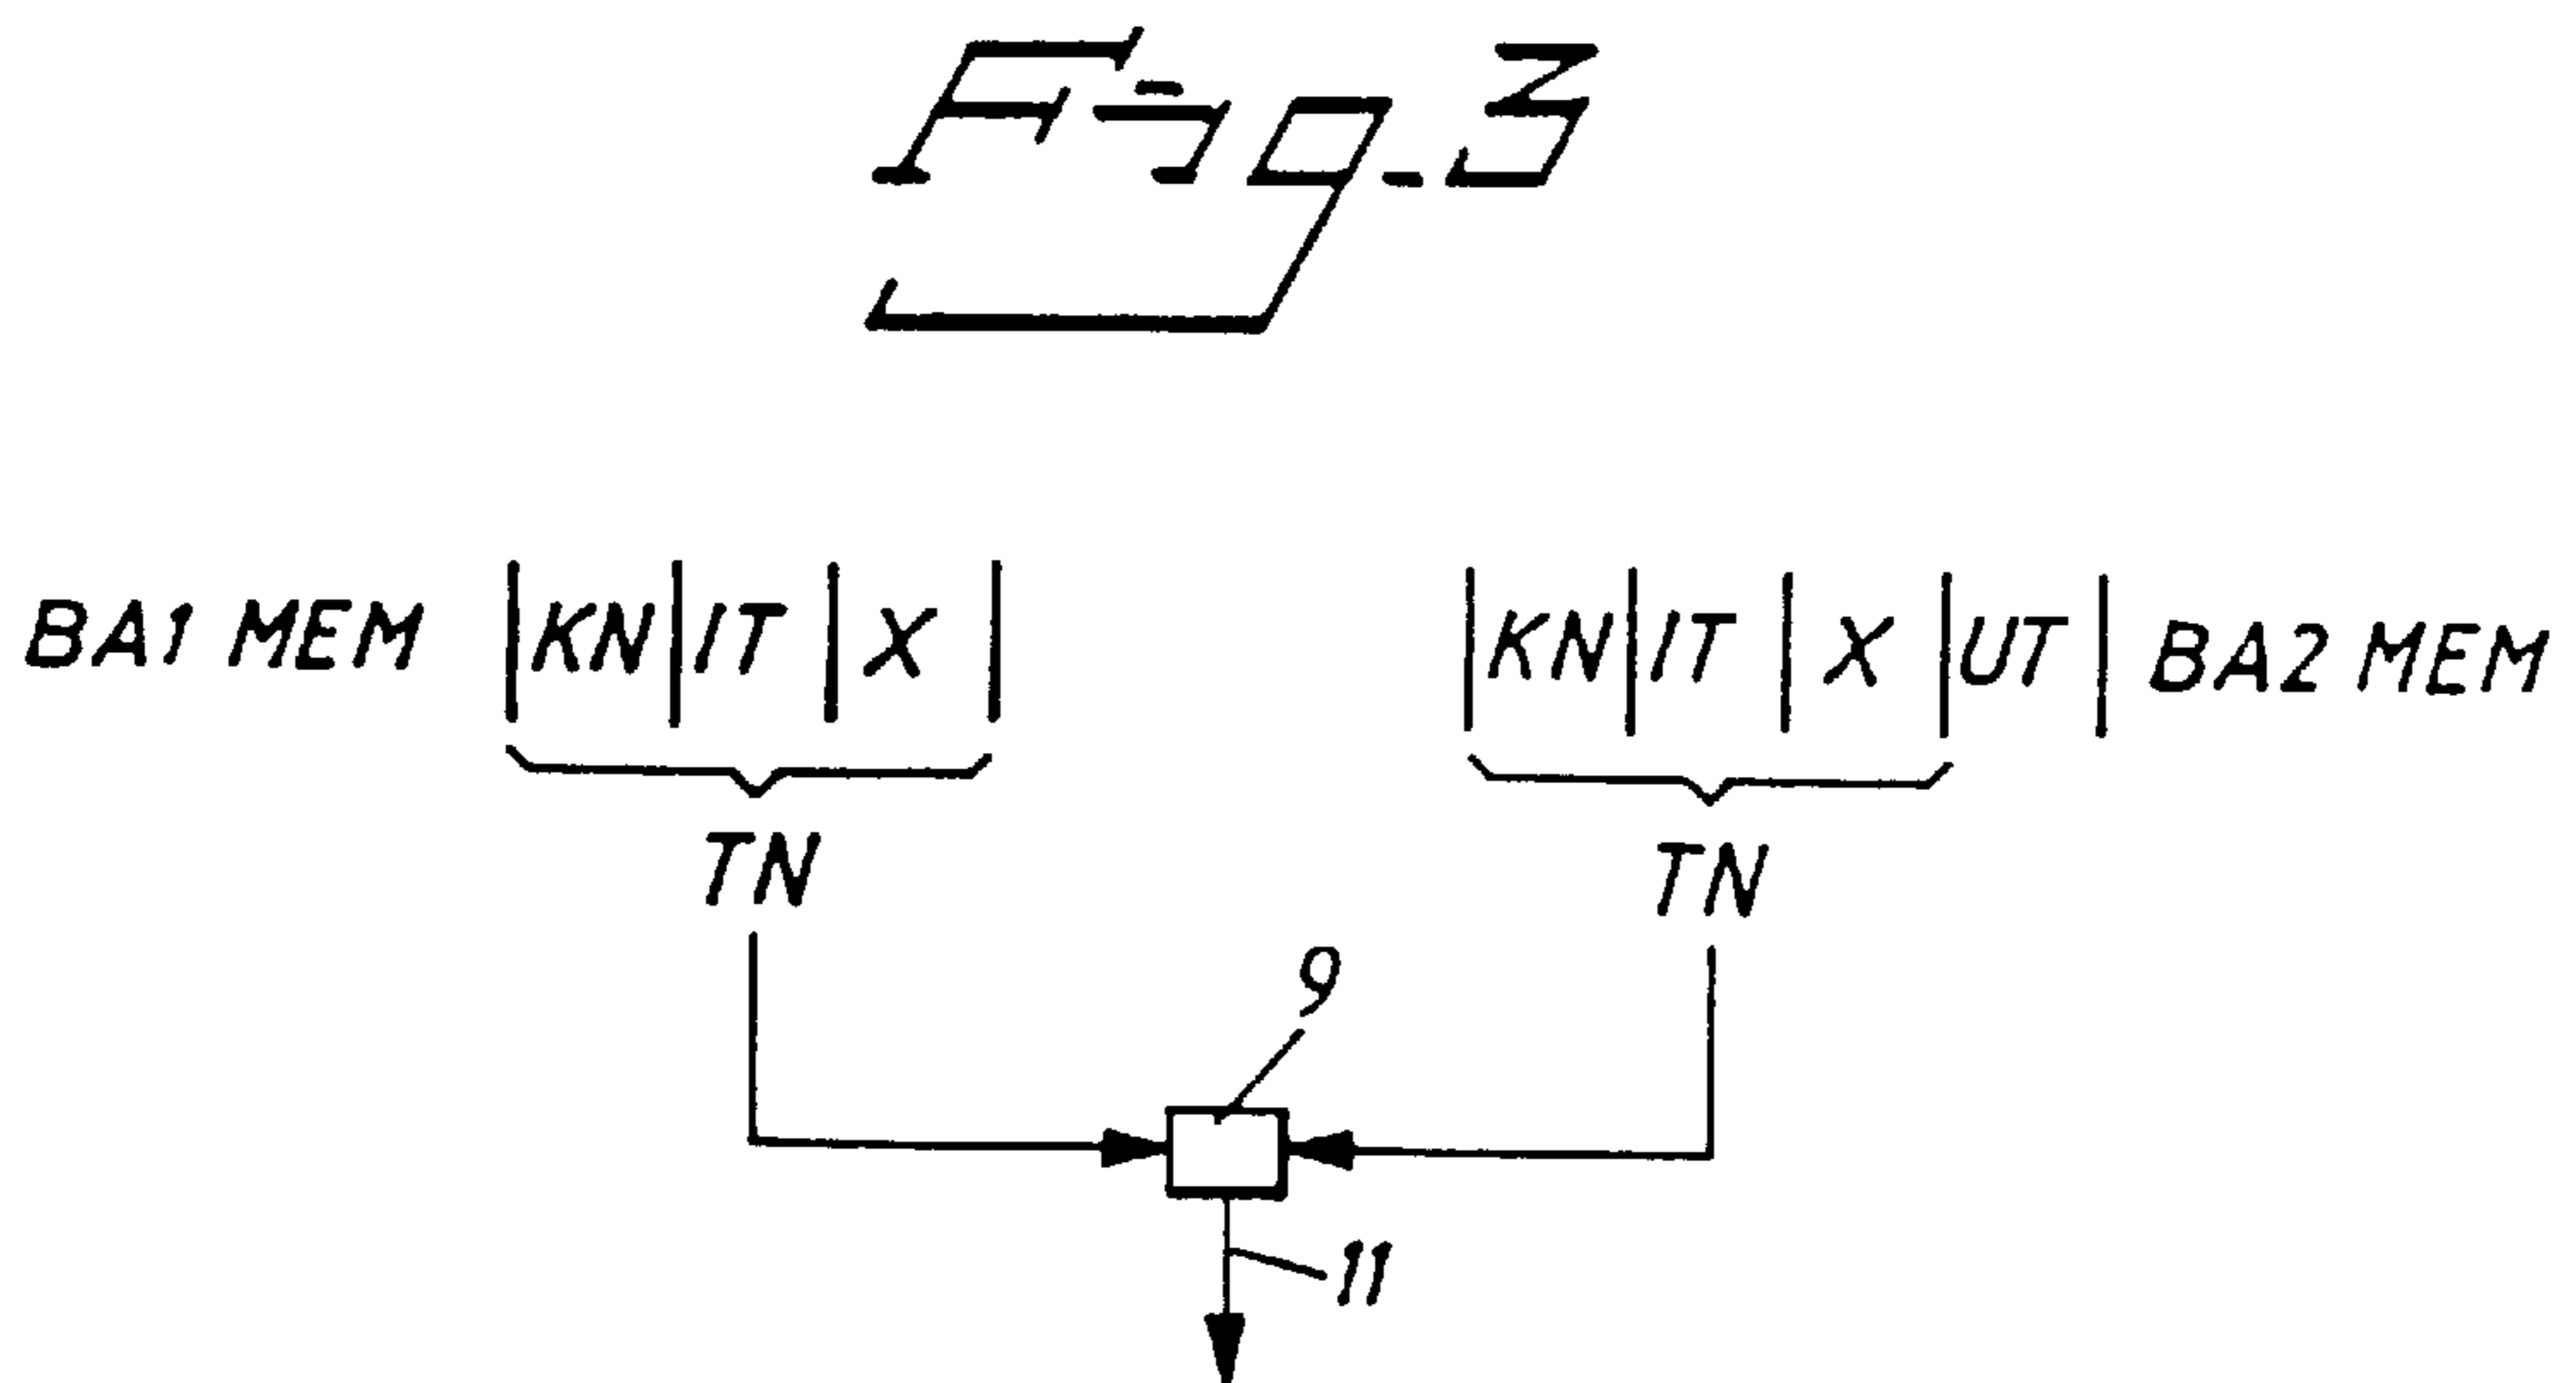 Fig. 3
BA1 MEM |KN|IT|X| |KN|IT|X|UT| BA2 MEM
TN TN
9
11